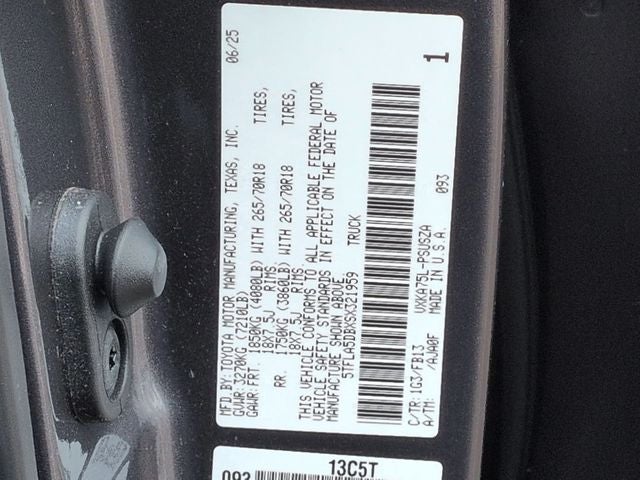 MFD.BY:TOYOTA MOTOR MANUFACTURING, TEXAS, INC. 06/25
GVWR:3270KG (7210LB)
GAWR:FRT. 1850KG (4080LB) WITH 265/70R18 TIRES,
18X7.5J RIMS
RR. 1750KG (3860LB) WITH 265/70R18 TIRES,
18X7.5J RIMS
THIS VEHICLE CONFORMS TO ALL APPLICABLE FEDERAL MOTOR
VEHICLE SAFETY STANDARDS IN EFFECT ON THE DATE OF
MANUFACTURE SHOWN ABOVE.
5TFLA5DBXSX321959 TRUCK
1
VXKA75L-PSUSZA 093
C/TR:1G3/FB13 MADE IN U.S.A.
A/TM: /AJA0F
093 13C5T